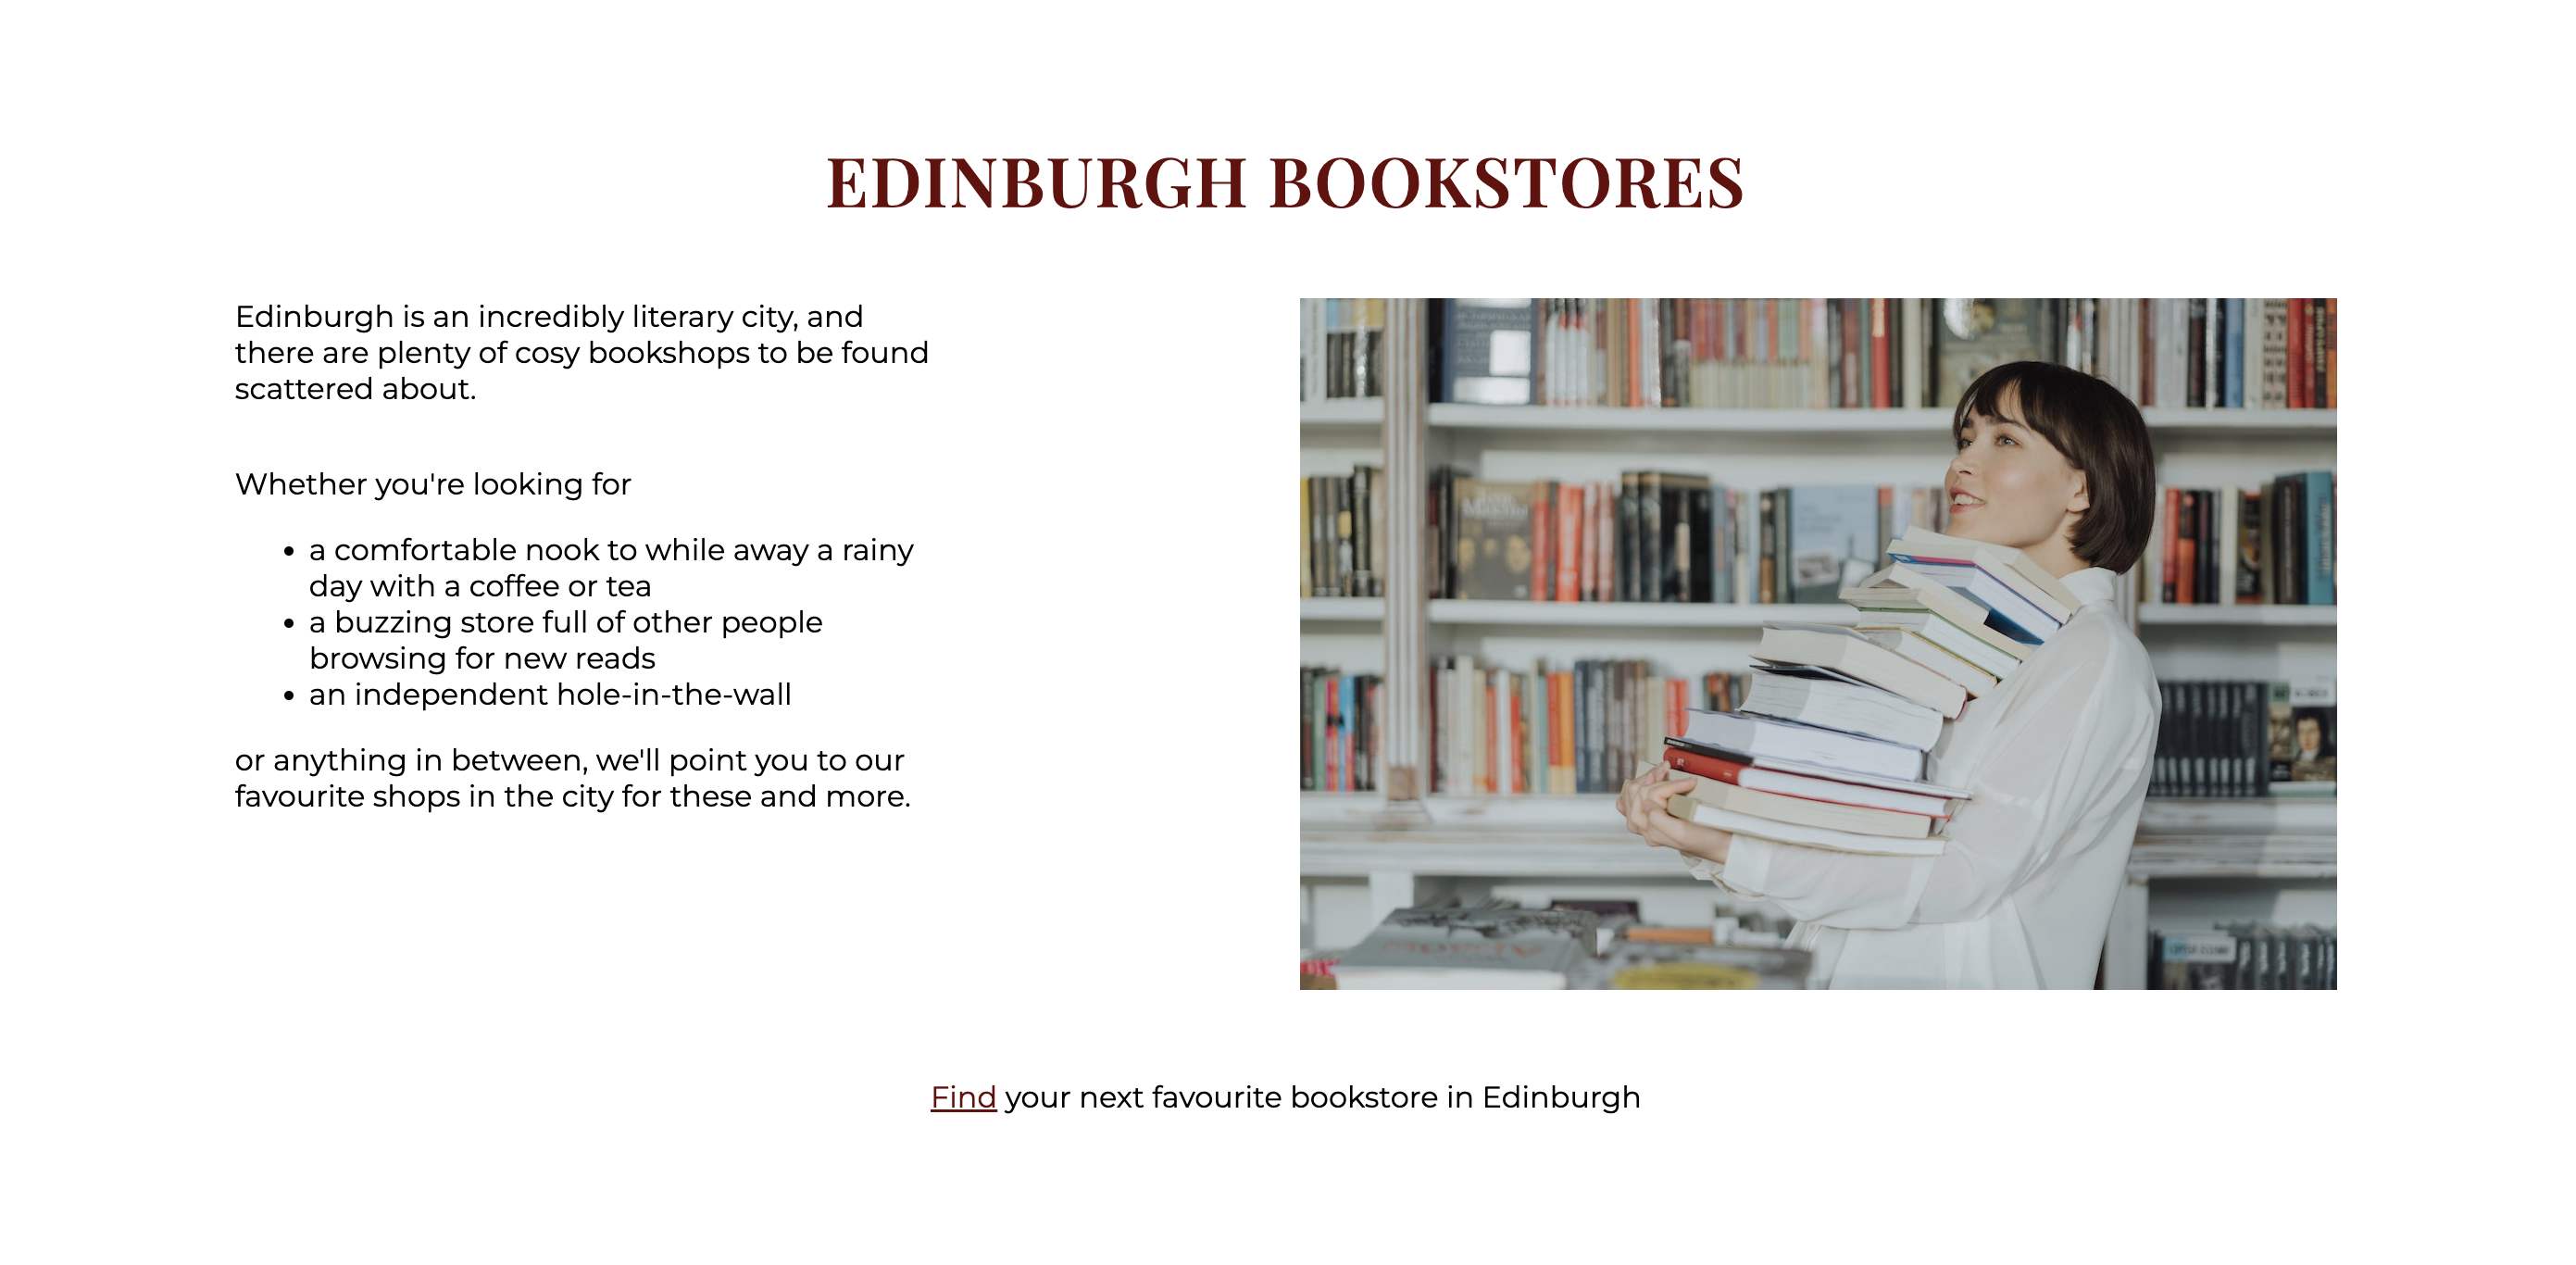 EDINBURGH BOOKSTORES
Edinburgh is an incredibly literary city, and
there are plenty of cosy bookshops to be found
scattered about.
Whether you're looking for
• a comfortable nook to while away a rainy
day with a coffee or tea
• a buzzing store full of other people
browsing for new reads
• an independent hole-in-the-wall
or anything in between, we'll point you to our
favourite shops in the city for these and more.
Find your next favourite bookstore in Edinburgh